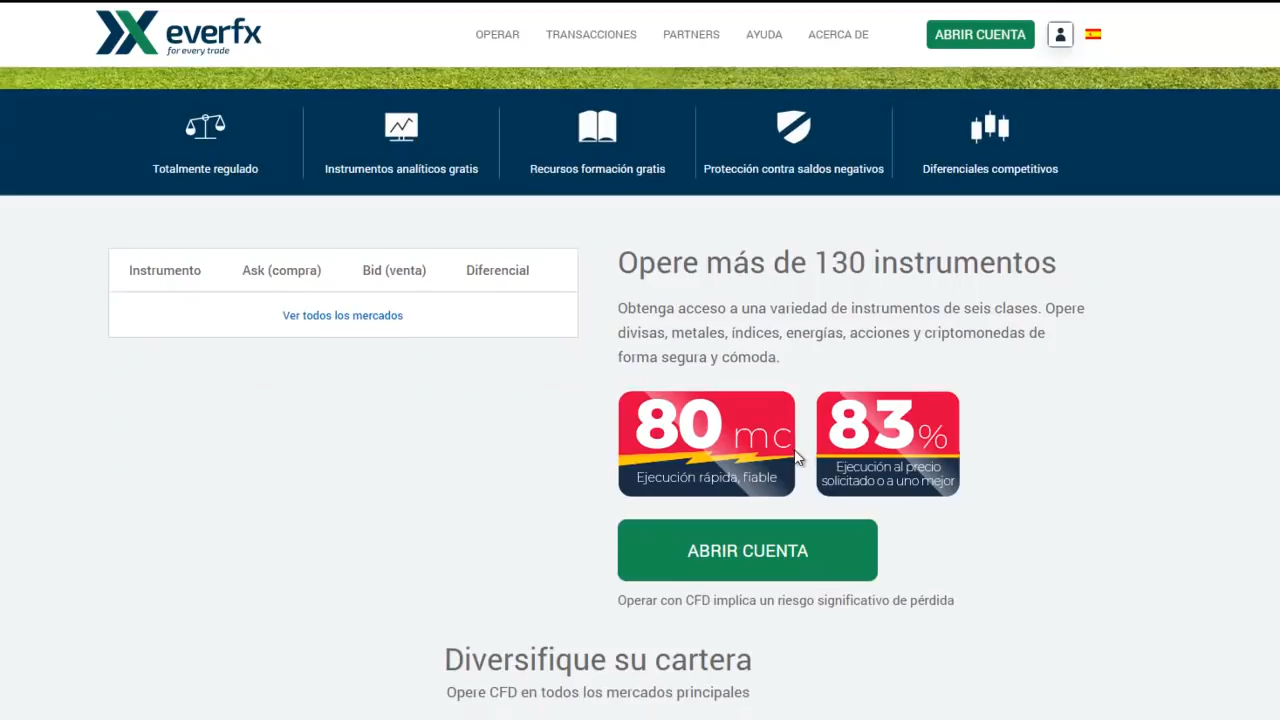 everfx
for every trade
OPERAR TRANSACCIONES PARTNERS AYUDA ACERCA DE ABRIR CUENTA
Totalmente regulado
Instrumentos analíticos gratis
Recursos formación gratis
Protección contra saldos negativos
Diferenciales competitivos
Instrumento Ask (compra) Bid (venta) Diferencial
Ver todos los mercados
Opere más de 130 instrumentos
Obtenga acceso a una variedad de instrumentos de seis clases. Opere
divisas, metales, índices, energías, acciones y criptomonedas de
forma segura y cómoda.
80 mc
Ejecución rápida, fiable
83%
Ejecución al precio
solicitado o a uno mejor
ABRIR CUENTA
Operar con CFD implica un riesgo significativo de pérdida
Diversifique su cartera
Opere CFD en todos los mercados principales